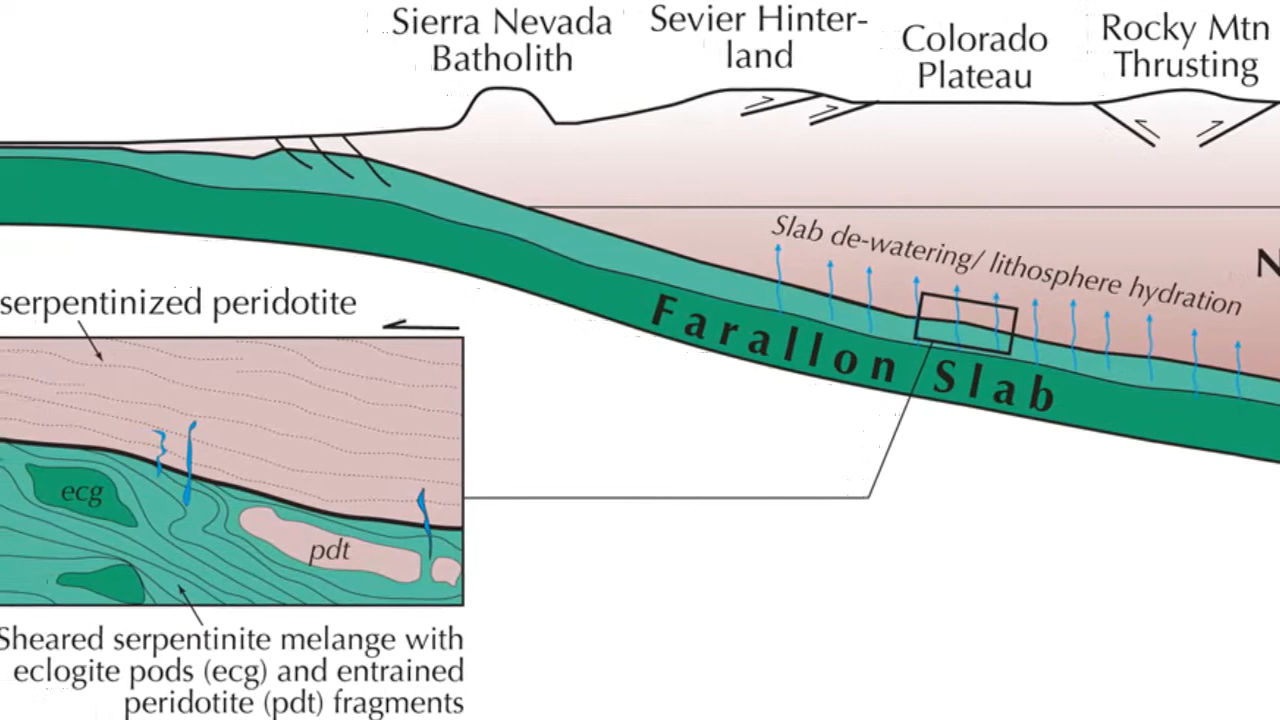 Sierra Nevada
Batholith
Sevier Hinter-
land
Colorado
Plateau
Rocky Mtn
Thrusting
Slab de-watering/ lithosphere hydration
N
Farallon Slab
serpentinized peridotite
ecg
pdt
Sheared serpentinite melange with
eclogite pods (ecg) and entrained
peridotite (pdt) fragments